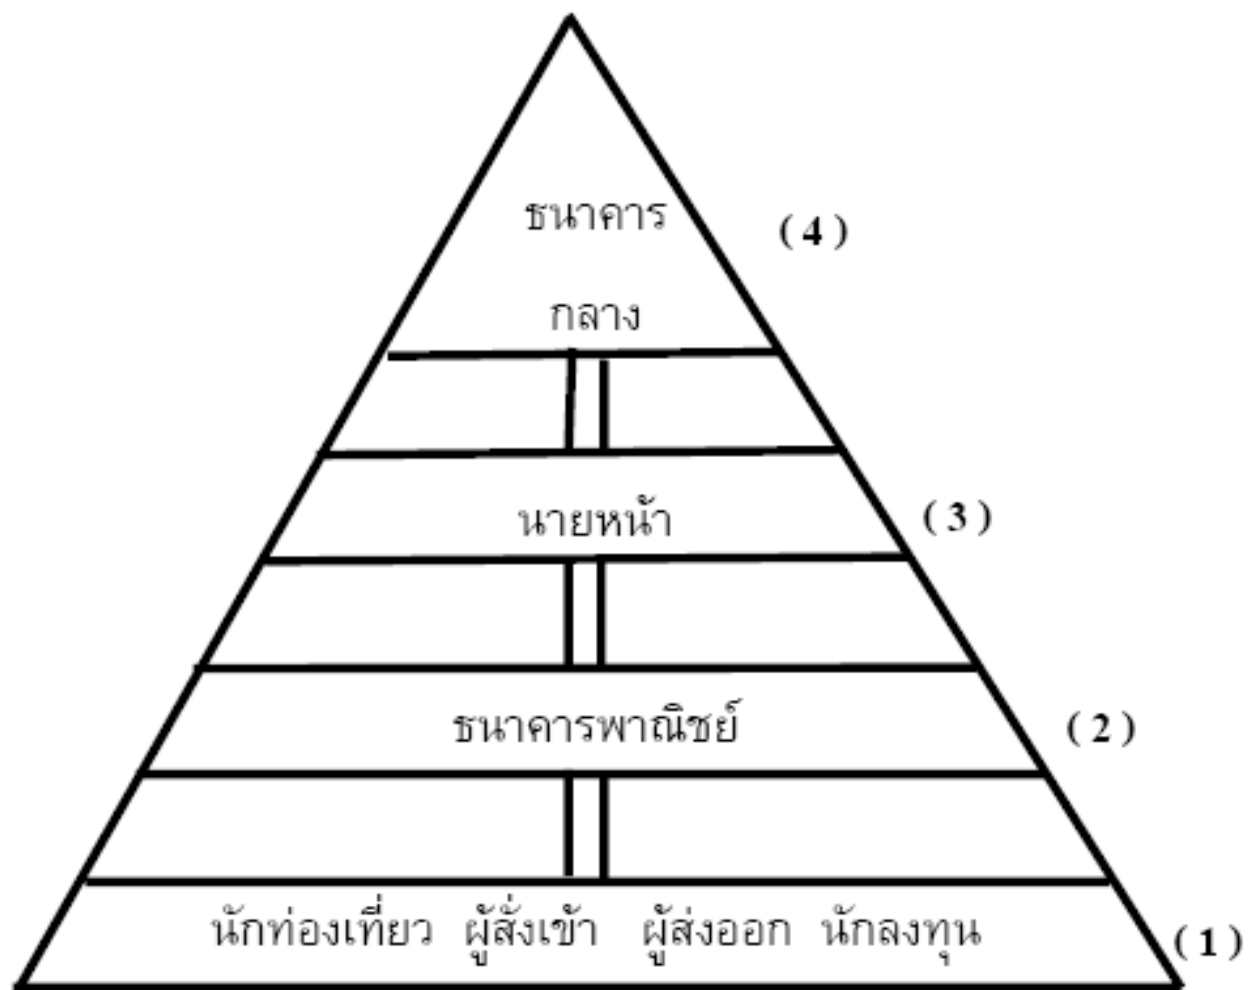 ธนาคาร
( 4 )
กลาง
นายหน้า
( 3 )
ธนาคารพาณิชย์
( 2 )
นักท่องเที่ยว ผู้สั่งเข้า ผู้ส่งออก นักลงทุน
( 1 )